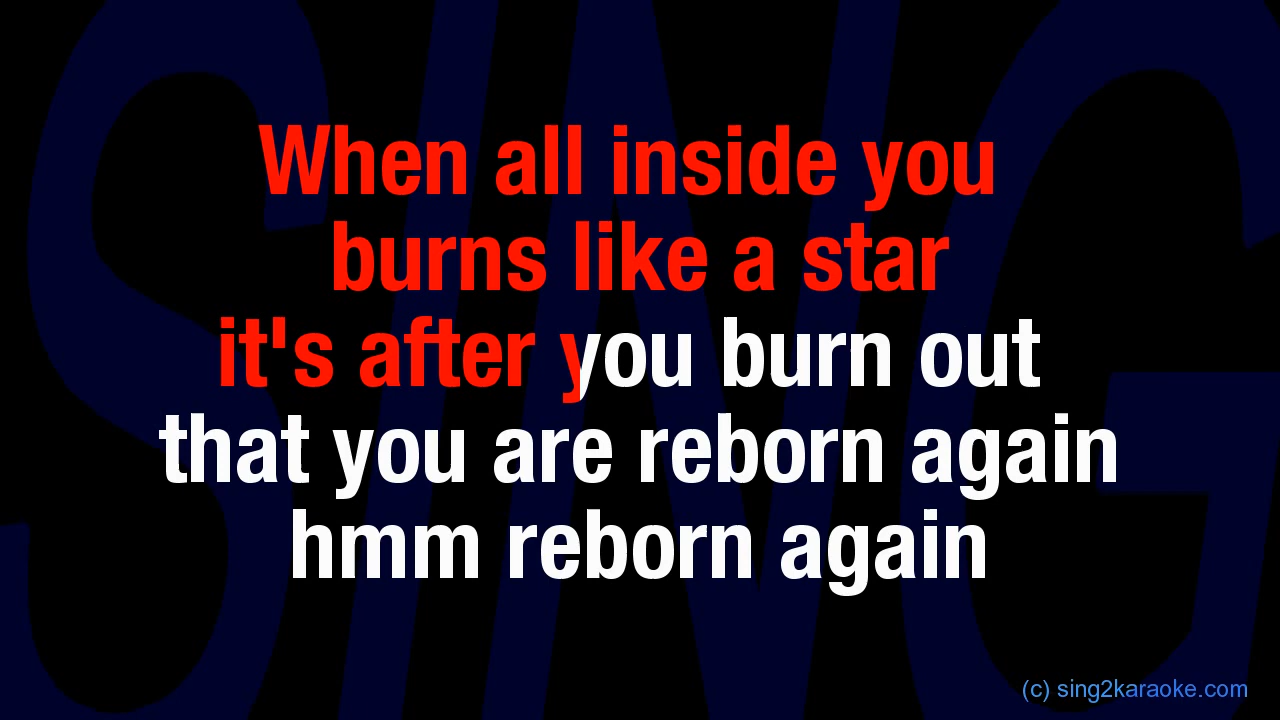 SING
When all inside you
burns like a star
it's after you burn out
that you are reborn again
hmm reborn again
(c) sing2karaoke.com